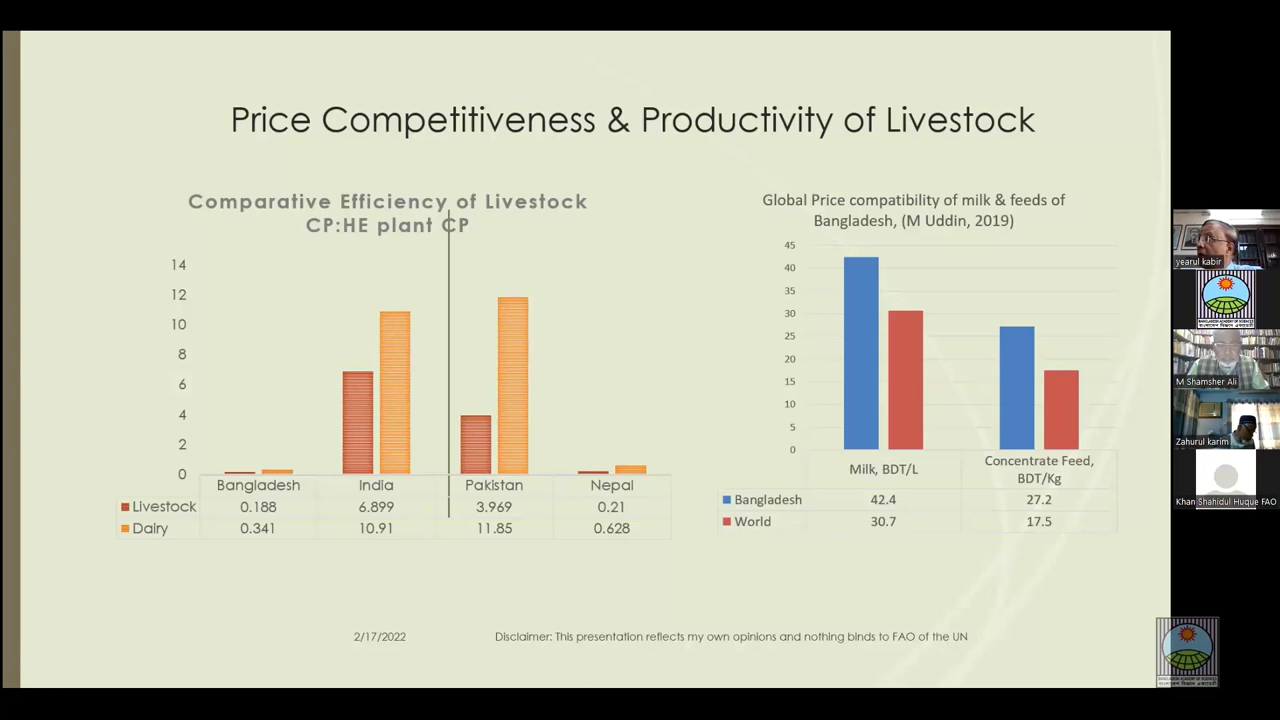 Price Competitiveness & Productivity of Livestock
Comparative Efficiency of Livestock
CP:HE plant CP
14
12
10
8
6
4
2
0
Bangladesh India Pakistan Nepal
Livestock 0.188 6.899 3.969 0.21
Dairy 0.341 10.91 11.85 0.628
Global Price compatibility of milk & feeds of
Bangladesh, (M Uddin, 2019)
45
40
35
30
25
20
15
10
5
0
Milk, BDT/L Concentrate Feed,
BDT/Kg
Bangladesh 42.4 27.2
World 30.7 17.5
2/17/2022 Disclaimer: This presentation reflects my own opinions and nothing binds to FAO of the UN
yearul kabir
M Shamsher Ali
Zahurul karim
Khan Shahidul Huque FAO